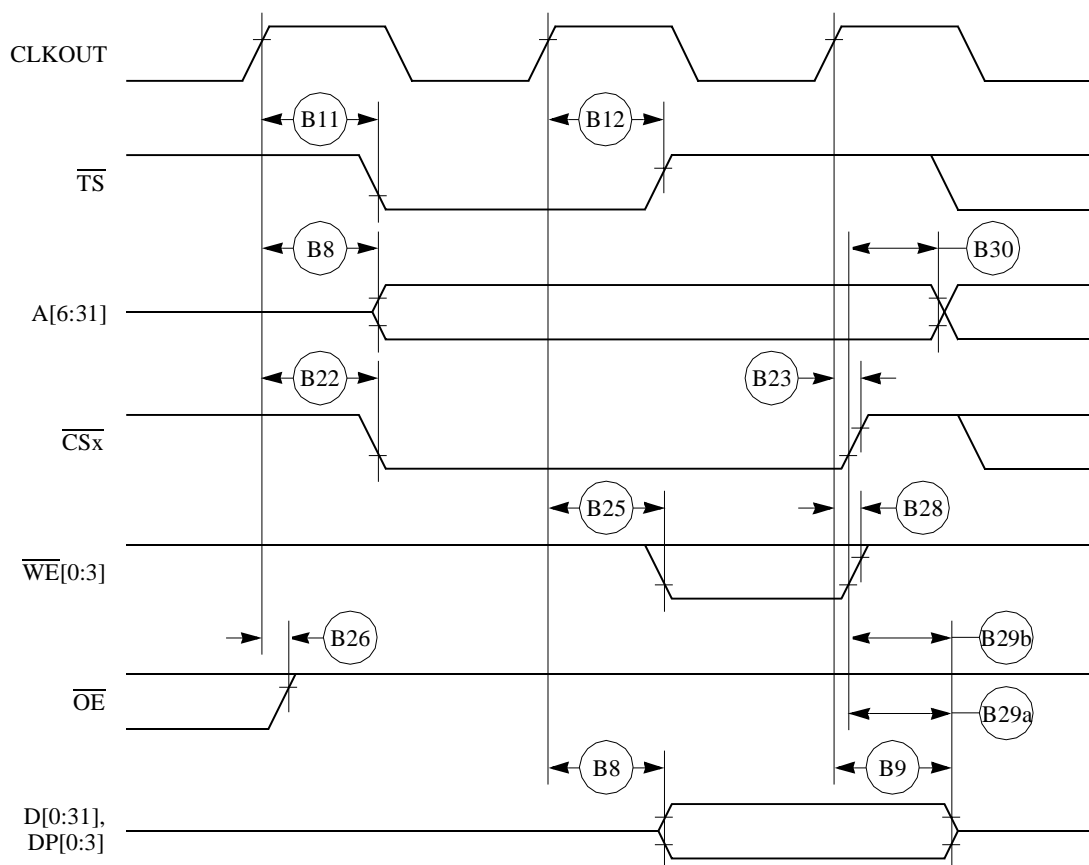 CLKOUT
B11
B12
TS
B8
B30
A[6:31]
B22
B23
CSx
B25
B28
WE[0:3]
B26
B29b
OE
B29a
B8
B9
D[0:31],
DP[0:3]